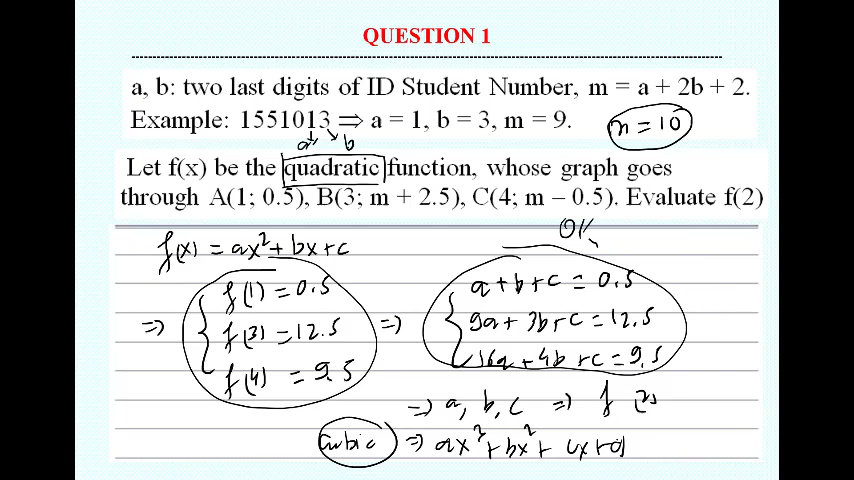 QUESTION 1
a, b: two last digits of ID Student Number, m = a + 2b + 2.
Example: 1551013 ⟹ a = 1, b = 3, m = 9.
m = 10
a b
Let f(x) be the quadratic function, whose graph goes
through A(1; 0.5), B(3; m + 2.5), C(4; m – 0.5). Evaluate f(2)
OK
f(x) = ax² + bx + c
⇒ { f(1) = 0.5 ⇒ { a + b + c = 0.5
f(3) = 12.5 9a + 3b + c = 12.5
f(4) = 9.5 16a + 4b + c = 9.5
⇒ a, b, c ⇒ f (2)
cubic ⇒ ax³ + bx² + cx + d